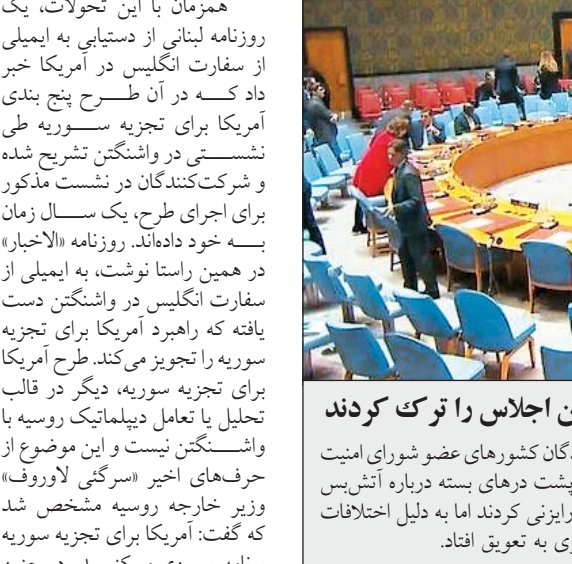 همزمان با این تحولات، یک
روزنامه لبنانی از دستیابی به ایمیلی
از سفارت انگلیس در آمریکا خبر
داد کـــه در آن طـــرح پنج بندی
آمریکا برای تجزیه ســـوریه طی
نشســـتی در واشنگتن تشریح شده
و شرکت‌کنندگان در نشست مذکور
برای اجرای طرح، یک ســـال زمان
بـــه خود داده‌اند. روزنامه «الاخبار»
در همین راستا نوشت، به ایمیلی از
سفارت انگلیس در واشنگتن دست
یافته که راهبرد آمریکا برای تجزیه
سوریه را تجویز می‌کند. طرح آمریکا
برای تجزیه سوریه، دیگر در قالب
تحلیل یا تعامل دیپلماتیک روسیه با
واشـــنگتن نیست و این موضوع از
حرف‌های اخیر «سرگئی لاوروف»
وزیر خارجه روسیه مشخص شد
که گفت: آمریکا برای تجزیه سوریه
ن اجلاس را ترک کردند
دگان کشورهای عضو شورای امنیت
پشت درهای بسته درباره آتش‌بس
رایزنی کردند اما به دلیل اختلافات
ی به تعویق افتاد.